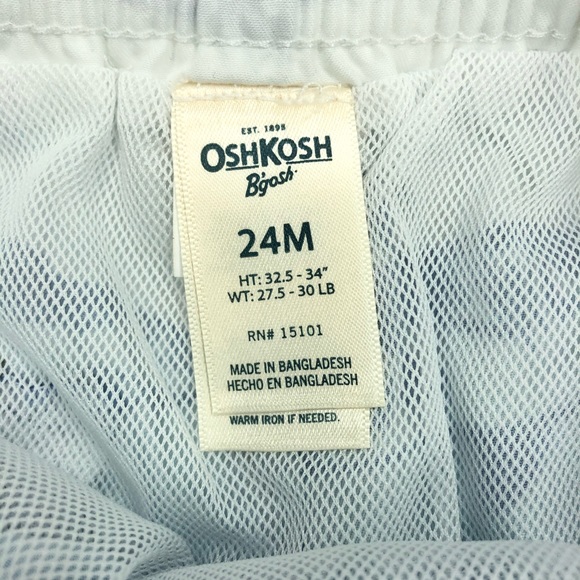 EST. 1895
OSHKOSH
B'gosh
24M
HT: 32.5 - 34"
WT: 27.5 - 30 LB
RN# 15101
MADE IN BANGLADESH
HECHO EN BANGLADESH
WARM IRON IF NEEDED.